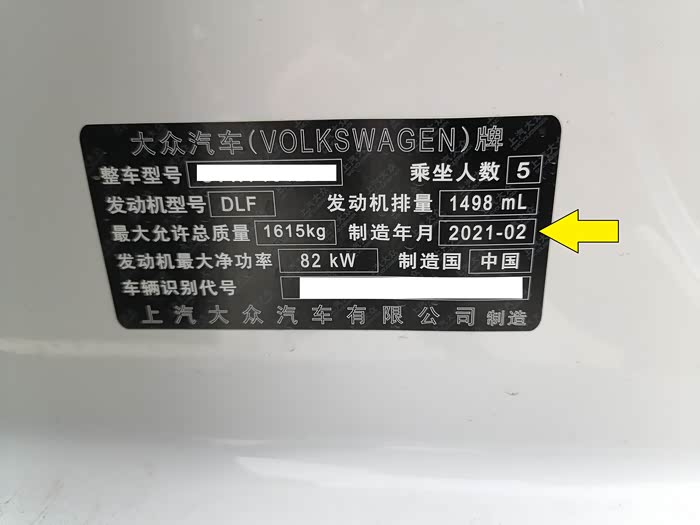 大众汽车(VOLKSWAGEN)牌
整车型号 乘坐人数 5
发动机型号 DLF 发动机排量 1498 mL
最大允许总质量 1615kg 制造年月 2021-02
发动机最大净功率 82 kW 制造国 中国
车辆识别代号
上汽大众汽车有限公司 制造